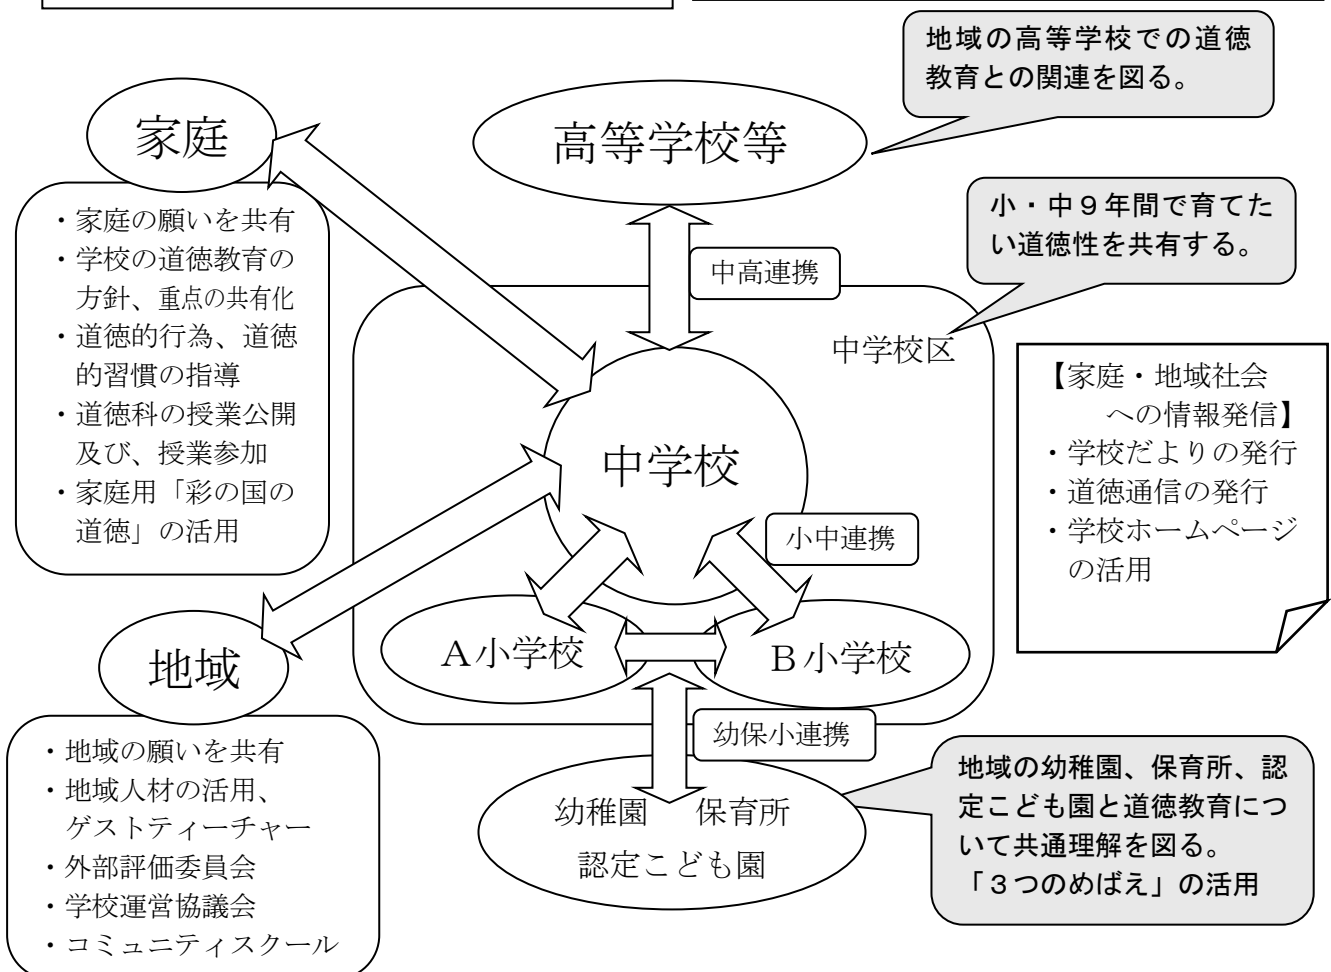 地域の高等学校での道徳
教育との関連を図る。
家庭
高等学校等
・家庭の願いを共有
・学校の道徳教育の
方針、重点の共有化
・道徳的行為、道徳
的習慣の指導
・道徳科の授業公開
及び、授業参加
・家庭用「彩の国の
道徳」の活用
小・中９年間で育てた
い道徳性を共有する。
中高連携
中学校区
【家庭・地域社会
への情報発信】
・学校だよりの発行
・道徳通信の発行
・学校ホームページ
の活用
中学校
小中連携
Ａ小学校
Ｂ小学校
地域
・地域の願いを共有
・地域人材の活用、
ゲストティーチャー
・外部評価委員会
・学校運営協議会
・コミュニティスクール
幼保小連携
幼稚園　保育所
認定こども園
地域の幼稚園、保育所、認
定こども園と道徳教育につ
いて共通理解を図る。
「３つのめばえ」の活用